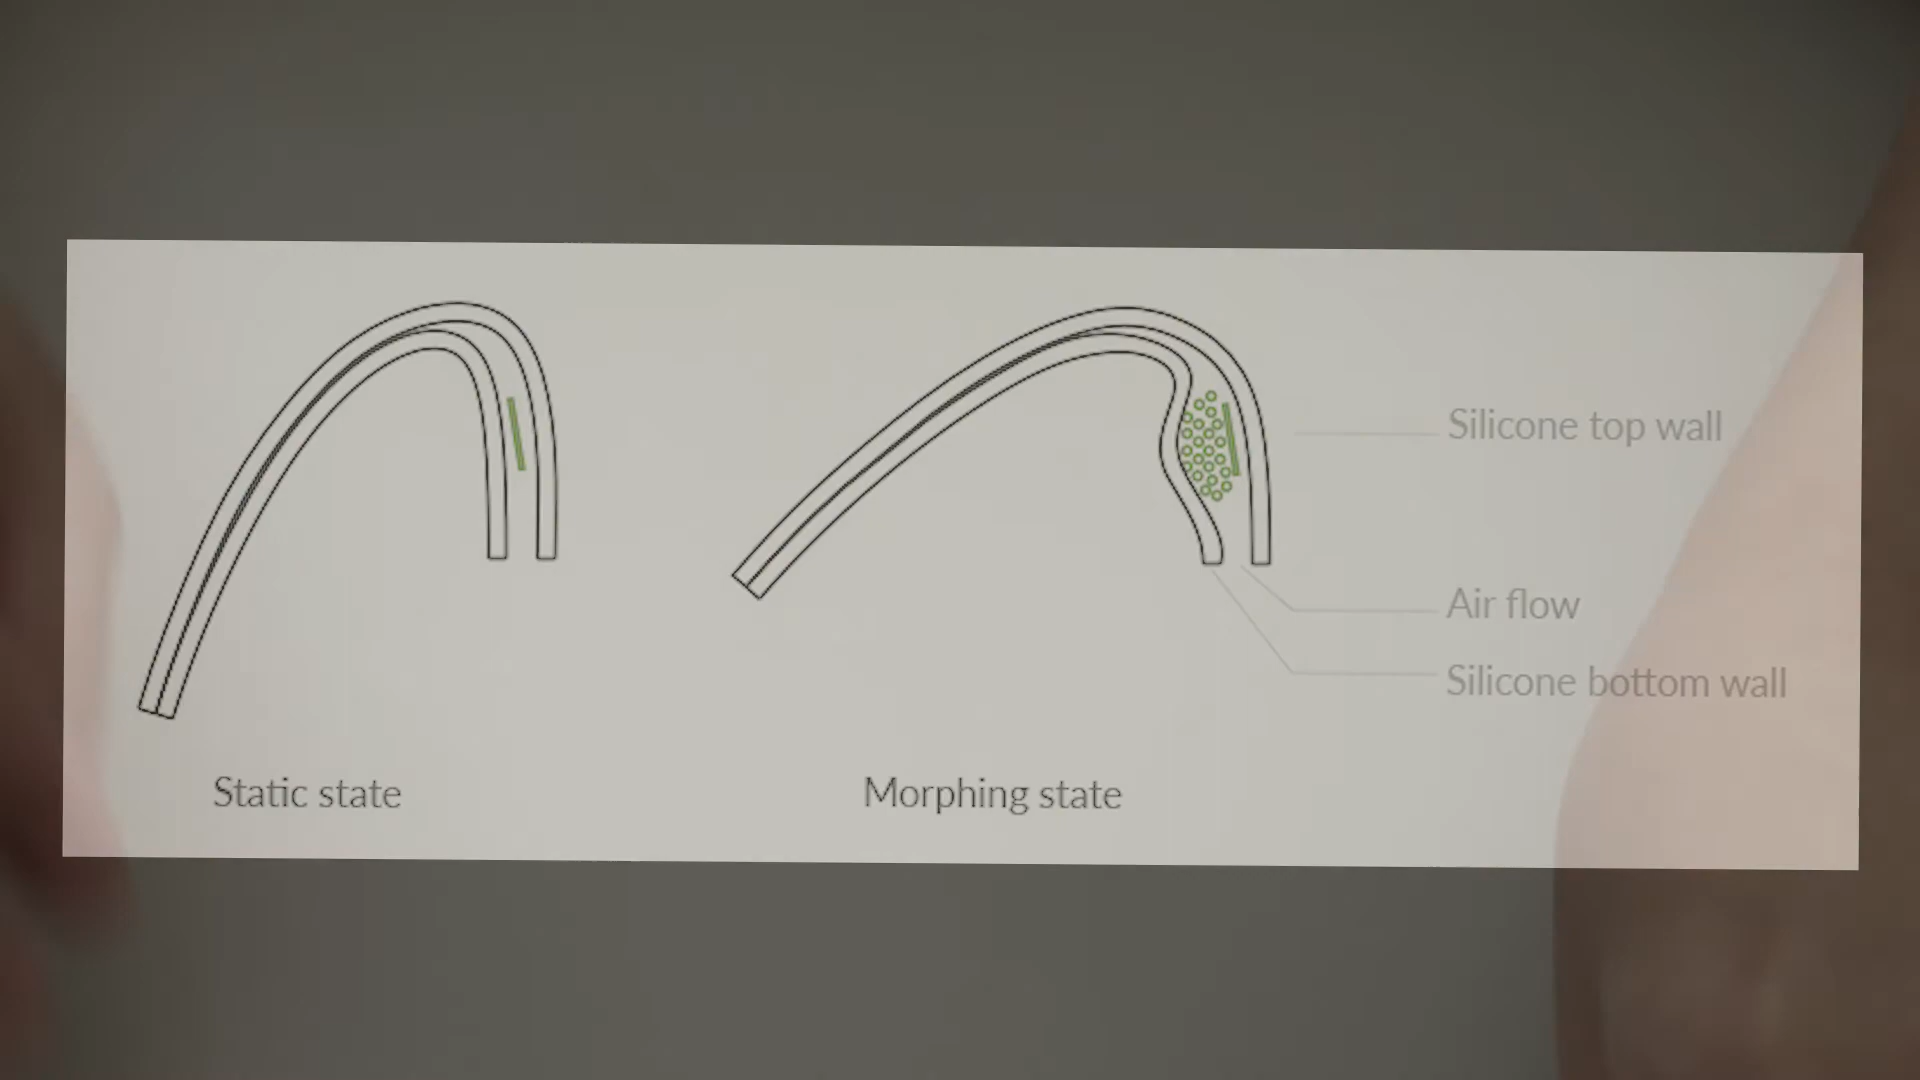 Silicone top wall
Air flow
Silicone bottom wall
Static state
Morphing state